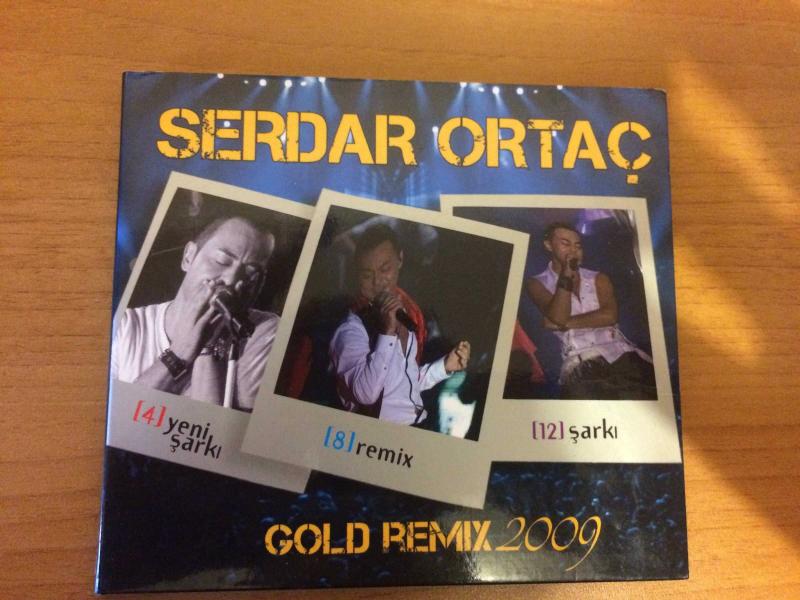 SERDAR ORTAÇ
[4] yeni
şarkı
[8] remix
[12] şarkı
GOLD REMIX 2009